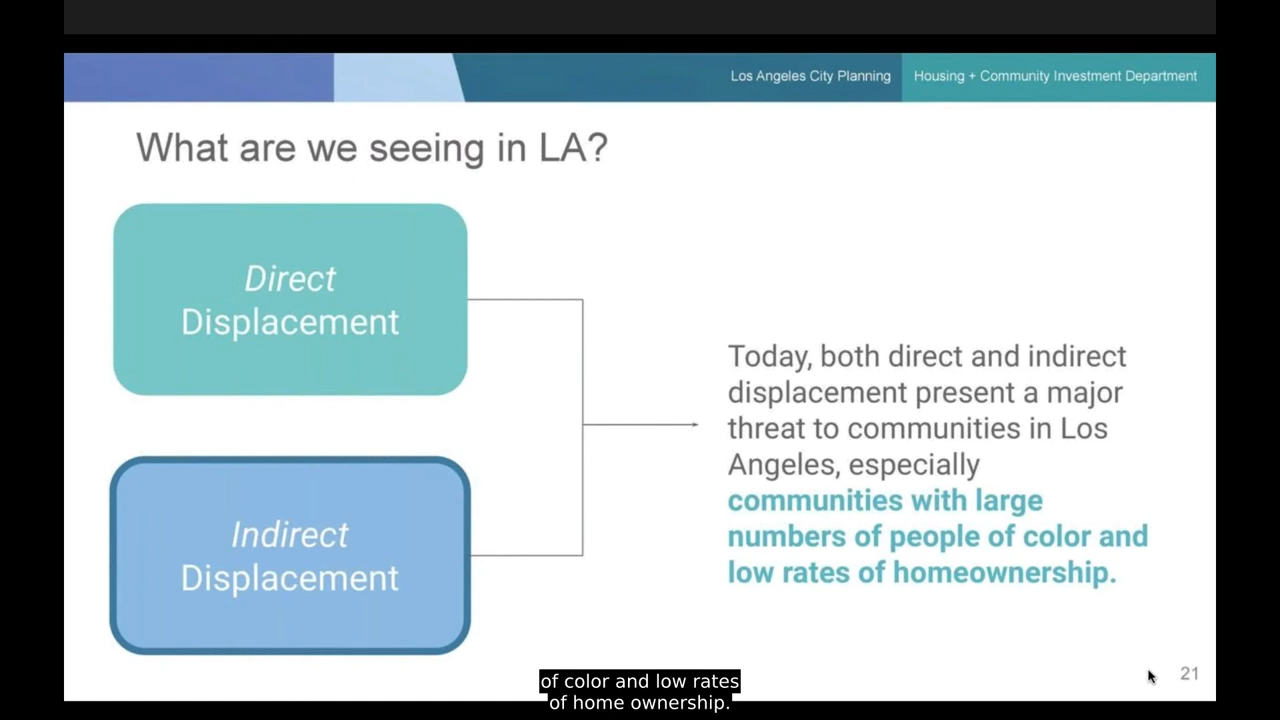 Los Angeles City Planning
Housing + Community Investment Department
What are we seeing in LA?
Direct
Displacement
Indirect
Displacement
Today, both direct and indirect
displacement present a major
threat to communities in Los
Angeles, especially
communities with large
numbers of people of color and
low rates of homeownership.
21
of color and low rates
of home ownership.